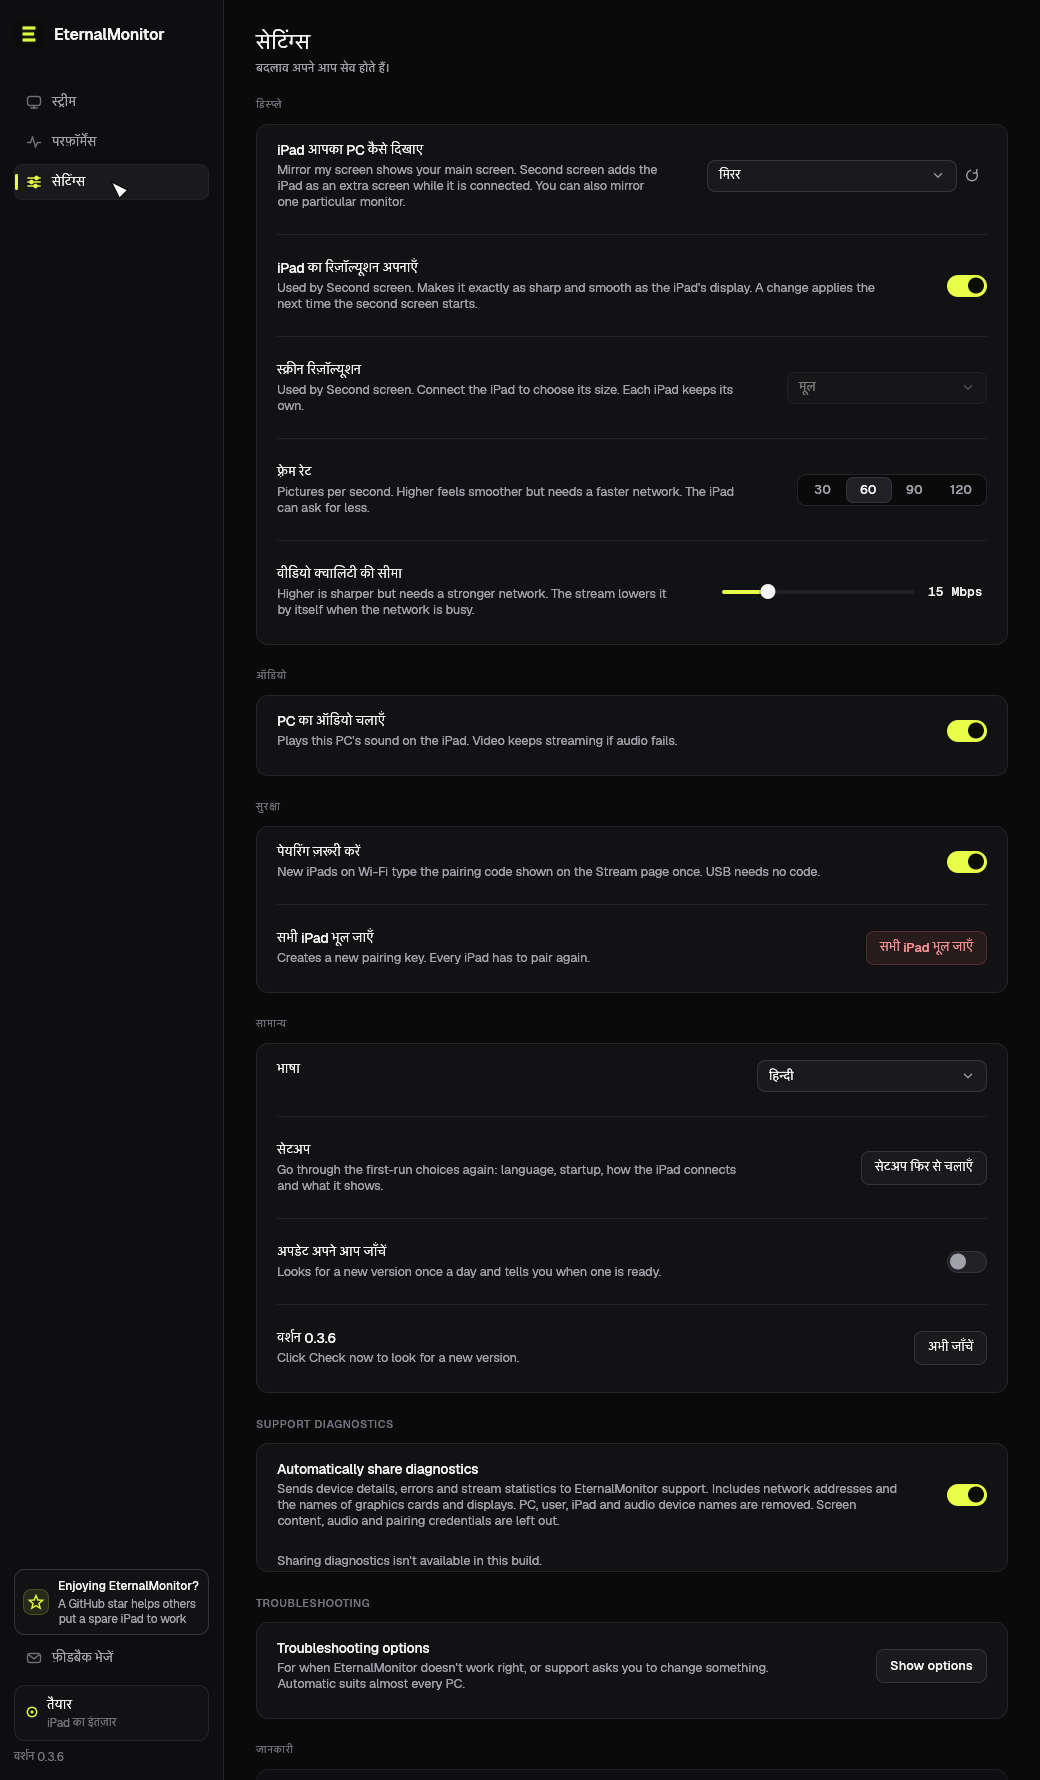 EternalMonitor
स्ट्रीम
परफ़ॉर्मेंस
सेटिंग्स
सेटिंग्स
बदलाव अपने आप सेव होते हैं।
डिस्प्ले
iPad आपका PC कैसे दिखाए
Mirror my screen shows your main screen. Second screen adds the
iPad as an extra screen while it is connected. You can also mirror
one particular monitor.
मिरर
iPad का रिज़ॉल्यूशन अपनाएँ
Used by Second screen. Makes it exactly as sharp and smooth as the iPad's display. A change applies the
next time the second screen starts.
स्क्रीन रिज़ॉल्यूशन
Used by Second screen. Connect the iPad to choose its size. Each iPad keeps its
own.
मूल
फ़्रेम रेट
Pictures per second. Higher feels smoother but needs a faster network. The iPad
can ask for less.
30 60 90 120
वीडियो क्वालिटी की सीमा
Higher is sharper but needs a stronger network. The stream lowers it
by itself when the network is busy.
15 Mbps
ऑडियो
PC का ऑडियो चलाएँ
Plays this PC's sound on the iPad. Video keeps streaming if audio fails.
सुरक्षा
पेयरिंग ज़रूरी करें
New iPads on Wi-Fi type the pairing code shown on the Stream page once. USB needs no code.
सभी iPad भूल जाएँ
Creates a new pairing key. Every iPad has to pair again.
सभी iPad भूल जाएँ
सामान्य
भाषा
हिन्दी
सेटअप
Go through the first-run choices again: language, startup, how the iPad connects
and what it shows.
सेटअप फिर से चलाएँ
अपडेट अपने आप जाँचें
Looks for a new version once a day and tells you when one is ready.
वर्शन 0.3.6
Click Check now to look for a new version.
अभी जाँचें
SUPPORT DIAGNOSTICS
Automatically share diagnostics
Sends device details, errors and stream statistics to EternalMonitor support. Includes network addresses and
the names of graphics cards and displays. PC, user, iPad and audio device names are removed. Screen
content, audio and pairing credentials are left out.
Sharing diagnostics isn't available in this build.
TROUBLESHOOTING
Troubleshooting options
For when EternalMonitor doesn't work right, or support asks you to change something.
Automatic suits almost every PC.
Show options
जानकारी
Enjoying EternalMonitor?
A GitHub star helps others
put a spare iPad to work
फ़ीडबैक भेजें
तैयार
iPad का इंतज़ार
वर्शन 0.3.6